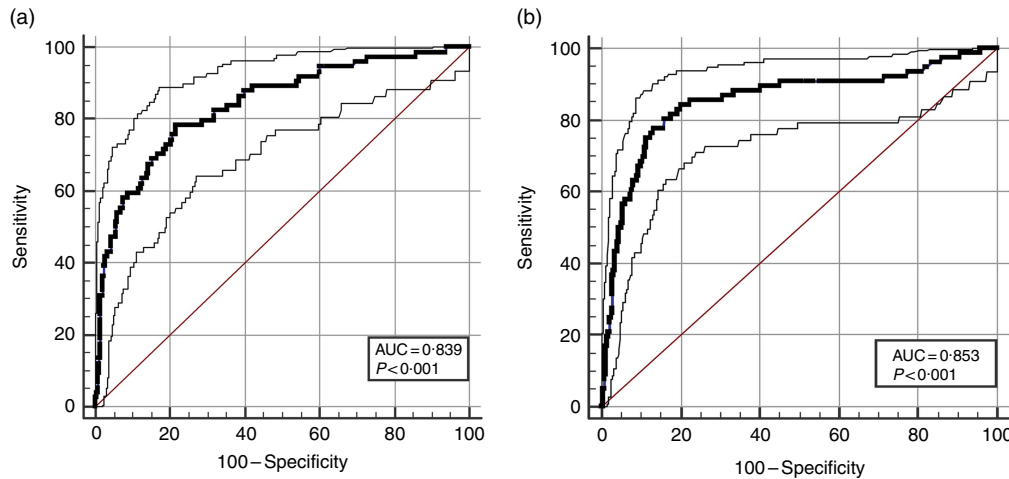 (a)
100
80
60
40
20
0
Sensitivity
AUC = 0·839
P < 0·001
0 20 40 60 80 100
100 – Specificity
(b)
100
80
60
40
20
0
Sensitivity
AUC = 0·853
P < 0·001
0 20 40 60 80 100
100 – Specificity